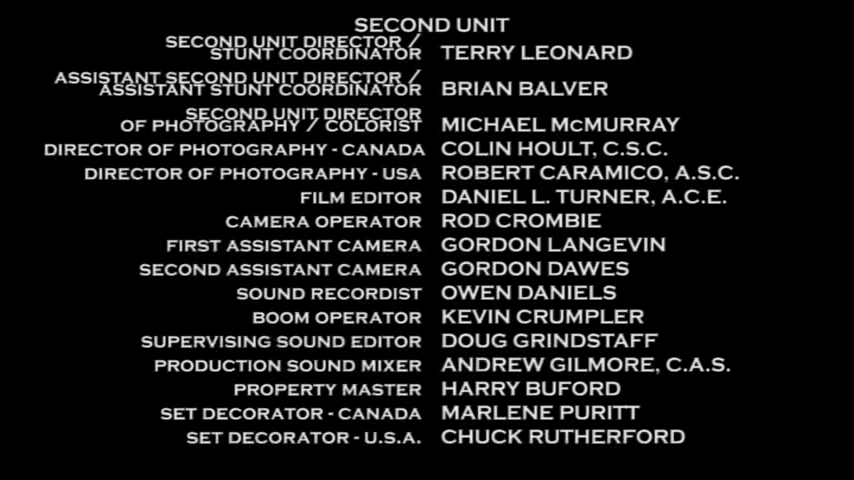 SECOND UNIT
SECOND UNIT DIRECTOR /
STUNT COORDINATOR TERRY LEONARD
ASSISTANT SECOND UNIT DIRECTOR /
ASSISTANT STUNT COORDINATOR BRIAN BALVER
SECOND UNIT DIRECTOR
OF PHOTOGRAPHY / COLORIST MICHAEL McMURRAY
DIRECTOR OF PHOTOGRAPHY - CANADA COLIN HOULT, C.S.C.
DIRECTOR OF PHOTOGRAPHY - USA ROBERT CARAMICO, A.S.C.
FILM EDITOR DANIEL L. TURNER, A.C.E.
CAMERA OPERATOR ROD CROMBIE
FIRST ASSISTANT CAMERA GORDON LANGEVIN
SECOND ASSISTANT CAMERA GORDON DAWES
SOUND RECORDIST OWEN DANIELS
BOOM OPERATOR KEVIN CRUMPLER
SUPERVISING SOUND EDITOR DOUG GRINDSTAFF
PRODUCTION SOUND MIXER ANDREW GILMORE, C.A.S.
PROPERTY MASTER HARRY BUFORD
SET DECORATOR - CANADA MARLENE PURITT
SET DECORATOR - U.S.A. CHUCK RUTHERFORD